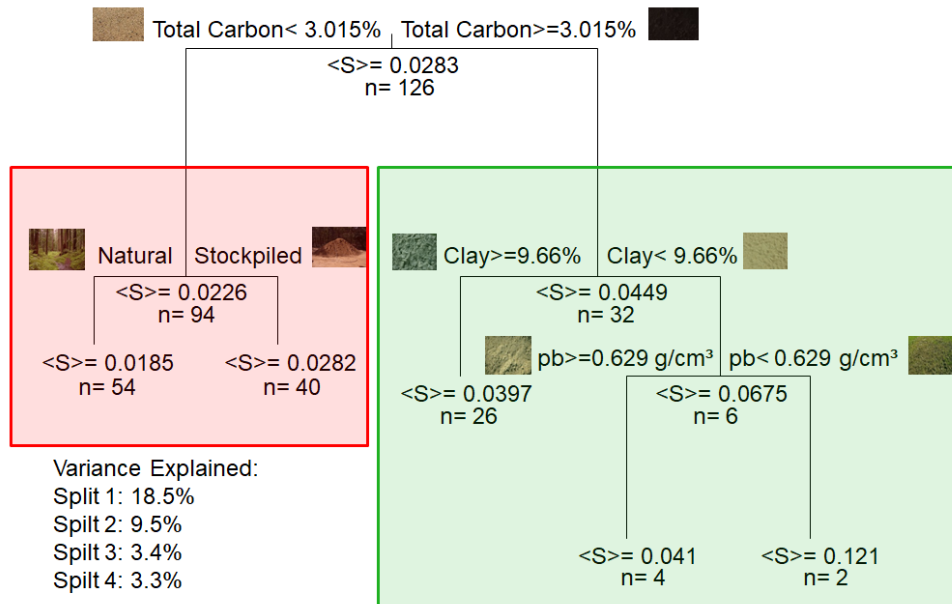 Total Carbon< 3.015% Total Carbon>=3.015%
<S>= 0.0283
n= 126
Natural Stockpiled
<S>= 0.0226
n= 94
<S>= 0.0185
n= 54
<S>= 0.0282
n= 40
Clay>=9.66% Clay< 9.66%
<S>= 0.0449
n= 32
pb>=0.629 g/cm³ pb< 0.629 g/cm³
<S>= 0.0397
n= 26
<S>= 0.0675
n= 6
<S>= 0.041
n= 4
<S>= 0.121
n= 2
Variance Explained:
Split 1: 18.5%
Spilt 2: 9.5%
Spilt 3: 3.4%
Spilt 4: 3.3%